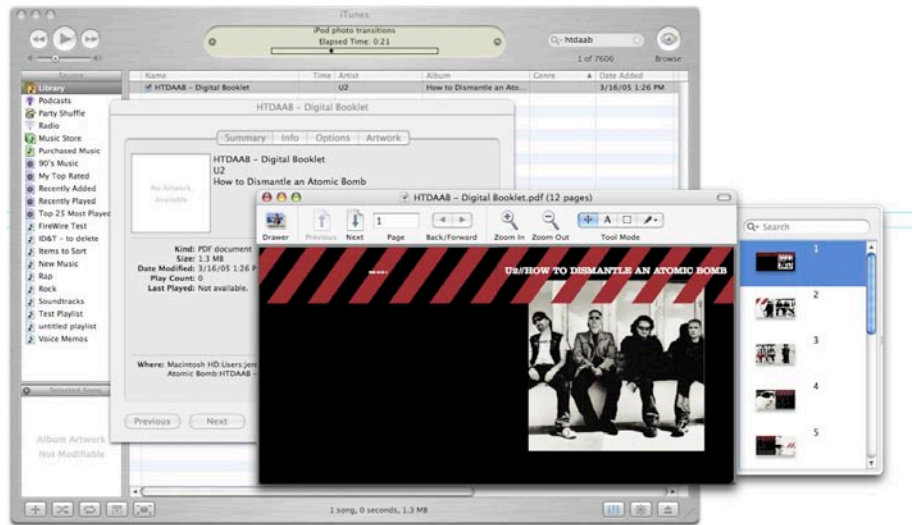 iTunes
iPod photo transitions
Elapsed Time: 0:21
htdaab
1 of 7606
Browse
Source
Name Time Artist Album Genre Date Added
HTDAAB - Digital Booklet U2 How to Dismantle an Ato... 3/16/05 1:26 PM
Library
Podcasts
Party Shuffle
Radio
Music Store
Purchased Music
90's Music
My Top Rated
Recently Added
Recently Played
Top 25 Most Played
FireWire Test
ID&T - to delete
Items to Sort
New Music
Rap
Rock
Soundtracks
Test Playlist
untitled playlist
Voice Memos
Selected Song
Album Artwork
Not Modifiable
HTDAAB - Digital Booklet
Summary Info Options Artwork
No Artwork
Available
HTDAAB - Digital Booklet
U2
How to Dismantle an Atomic Bomb
Kind: PDF document
Size: 1.3 MB
Date Modified: 3/16/05 1:26 P
Play Count: 0
Last Played: Not available.
Where: Macintosh HD:Users:jere
Atomic Bomb:HTDAAB -
Previous Next
HTDAAB - Digital Booklet.pdf (12 pages)
1
Drawer Previous Next Page Back/Forward Zoom In Zoom Out Tool Mode
A
U2//HOW TO DISMANTLE AN ATOMIC BOMB
Search
1
2
3
4
5
1 song, 0 seconds, 1.3 MB